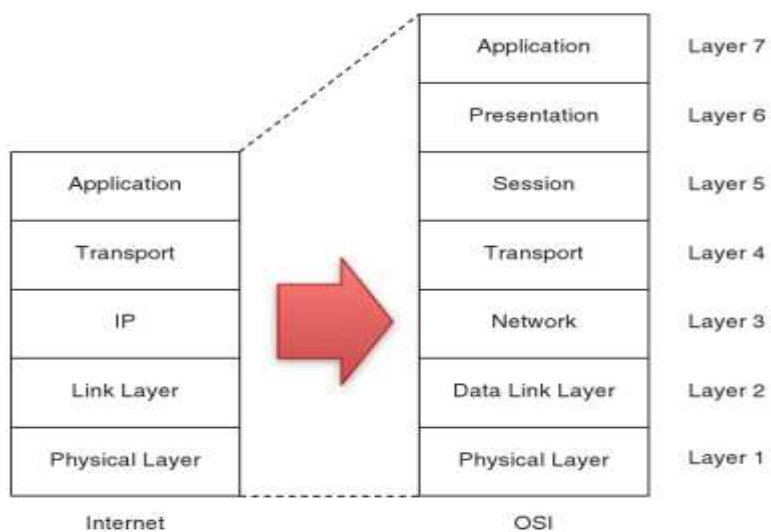 Application Layer 7
Presentation Layer 6
Application Session Layer 5
Transport Transport Layer 4
IP Network Layer 3
Link Layer Data Link Layer Layer 2
Physical Layer Physical Layer Layer 1
Internet OSI